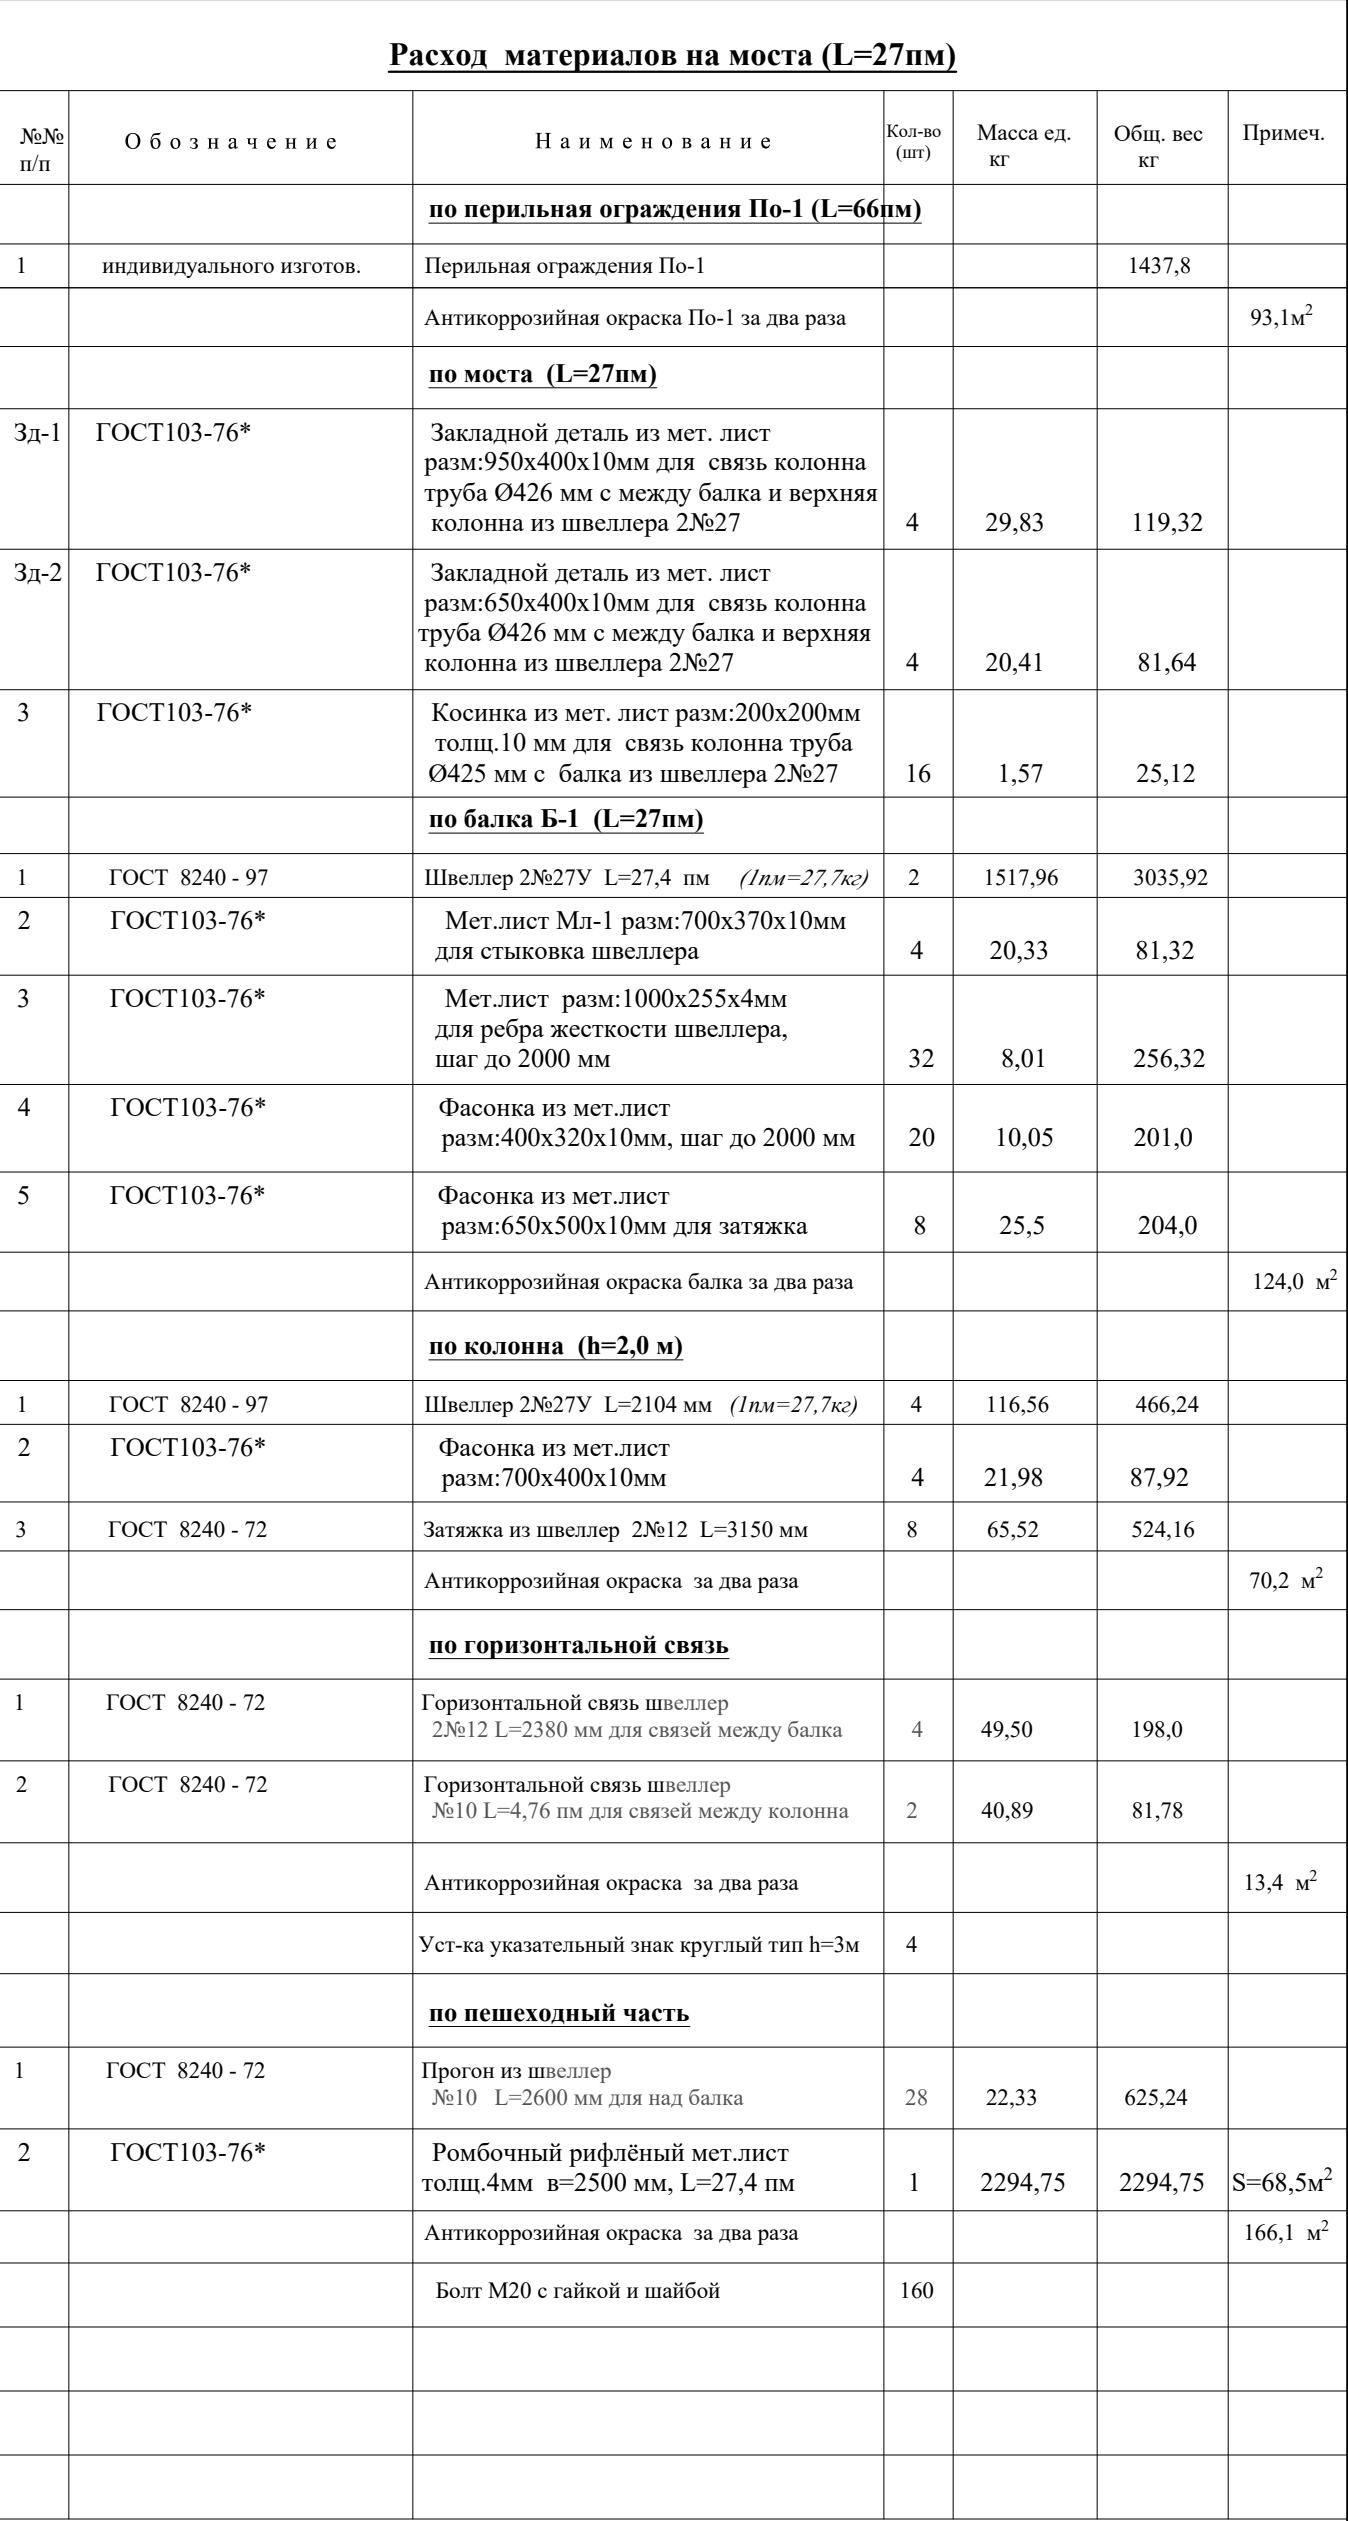 Расход материалов на моста (L=27пм)
№№ п/п Обозначение Наименование Кол-во (шт) Масса ед. кг Общ. вес кг Примеч.
по перильная ограждения По-1 (L=66пм)
1 индивидуального изготов. Перильная ограждения По-1 1437,8
Антикоррозийная окраска По-1 за два раза 93,1м²
по моста (L=27пм)
Зд-1 ГОСТ103-76* Закладной деталь из мет. лист
разм:950х400х10мм для связь колонна
труба Ø426 мм с между балка и верхняя
колонна из швеллера 2№27 4 29,83 119,32
Зд-2 ГОСТ103-76* Закладной деталь из мет. лист
разм:650х400х10мм для связь колонна
труба Ø426 мм с между балка и верхняя
колонна из швеллера 2№27 4 20,41 81,64
3 ГОСТ103-76* Косинка из мет. лист разм:200х200мм
толщ.10 мм для связь колонна труба
Ø425 мм с балка из швеллера 2№27 16 1,57 25,12
по балка Б-1 (L=27пм)
1 ГОСТ 8240 - 97 Швеллер 2№27У L=27,4 пм (1пм=27,7кг) 2 1517,96 3035,92
2 ГОСТ103-76* Мет.лист Мл-1 разм:700х370х10мм
для стыковка швеллера 4 20,33 81,32
3 ГОСТ103-76* Мет.лист разм:1000х255х4мм
для ребра жесткости швеллера,
шаг до 2000 мм 32 8,01 256,32
4 ГОСТ103-76* Фасонка из мет.лист
разм:400х320х10мм, шаг до 2000 мм 20 10,05 201,0
5 ГОСТ103-76* Фасонка из мет.лист
разм:650х500х10мм для затяжка 8 25,5 204,0
Антикоррозийная окраска балка за два раза 124,0 м²
по колонна (h=2,0 м)
1 ГОСТ 8240 - 97 Швеллер 2№27У L=2104 мм (1пм=27,7кг) 4 116,56 466,24
2 ГОСТ103-76* Фасонка из мет.лист
разм:700х400х10мм 4 21,98 87,92
3 ГОСТ 8240 - 72 Затяжка из швеллер 2№12 L=3150 мм 8 65,52 524,16
Антикоррозийная окраска за два раза 70,2 м²
по горизонтальной связь
1 ГОСТ 8240 - 72 Горизонтальной связь швеллер
2№12 L=2380 мм для связей между балка 4 49,50 198,0
2 ГОСТ 8240 - 72 Горизонтальной связь швеллер
№10 L=4,76 пм для связей между колонна 2 40,89 81,78
Антикоррозийная окраска за два раза 13,4 м²
Уст-ка указательный знак круглый тип h=3м 4
по пешеходный часть
1 ГОСТ 8240 - 72 Прогон из швеллер
№10 L=2600 мм для над балка 28 22,33 625,24
2 ГОСТ103-76* Ромбочный рифлёный мет.лист
толщ.4мм в=2500 мм, L=27,4 пм 1 2294,75 2294,75 S=68,5м²
Антикоррозийная окраска за два раза 166,1 м²
Болт М20 с гайкой и шайбой 160